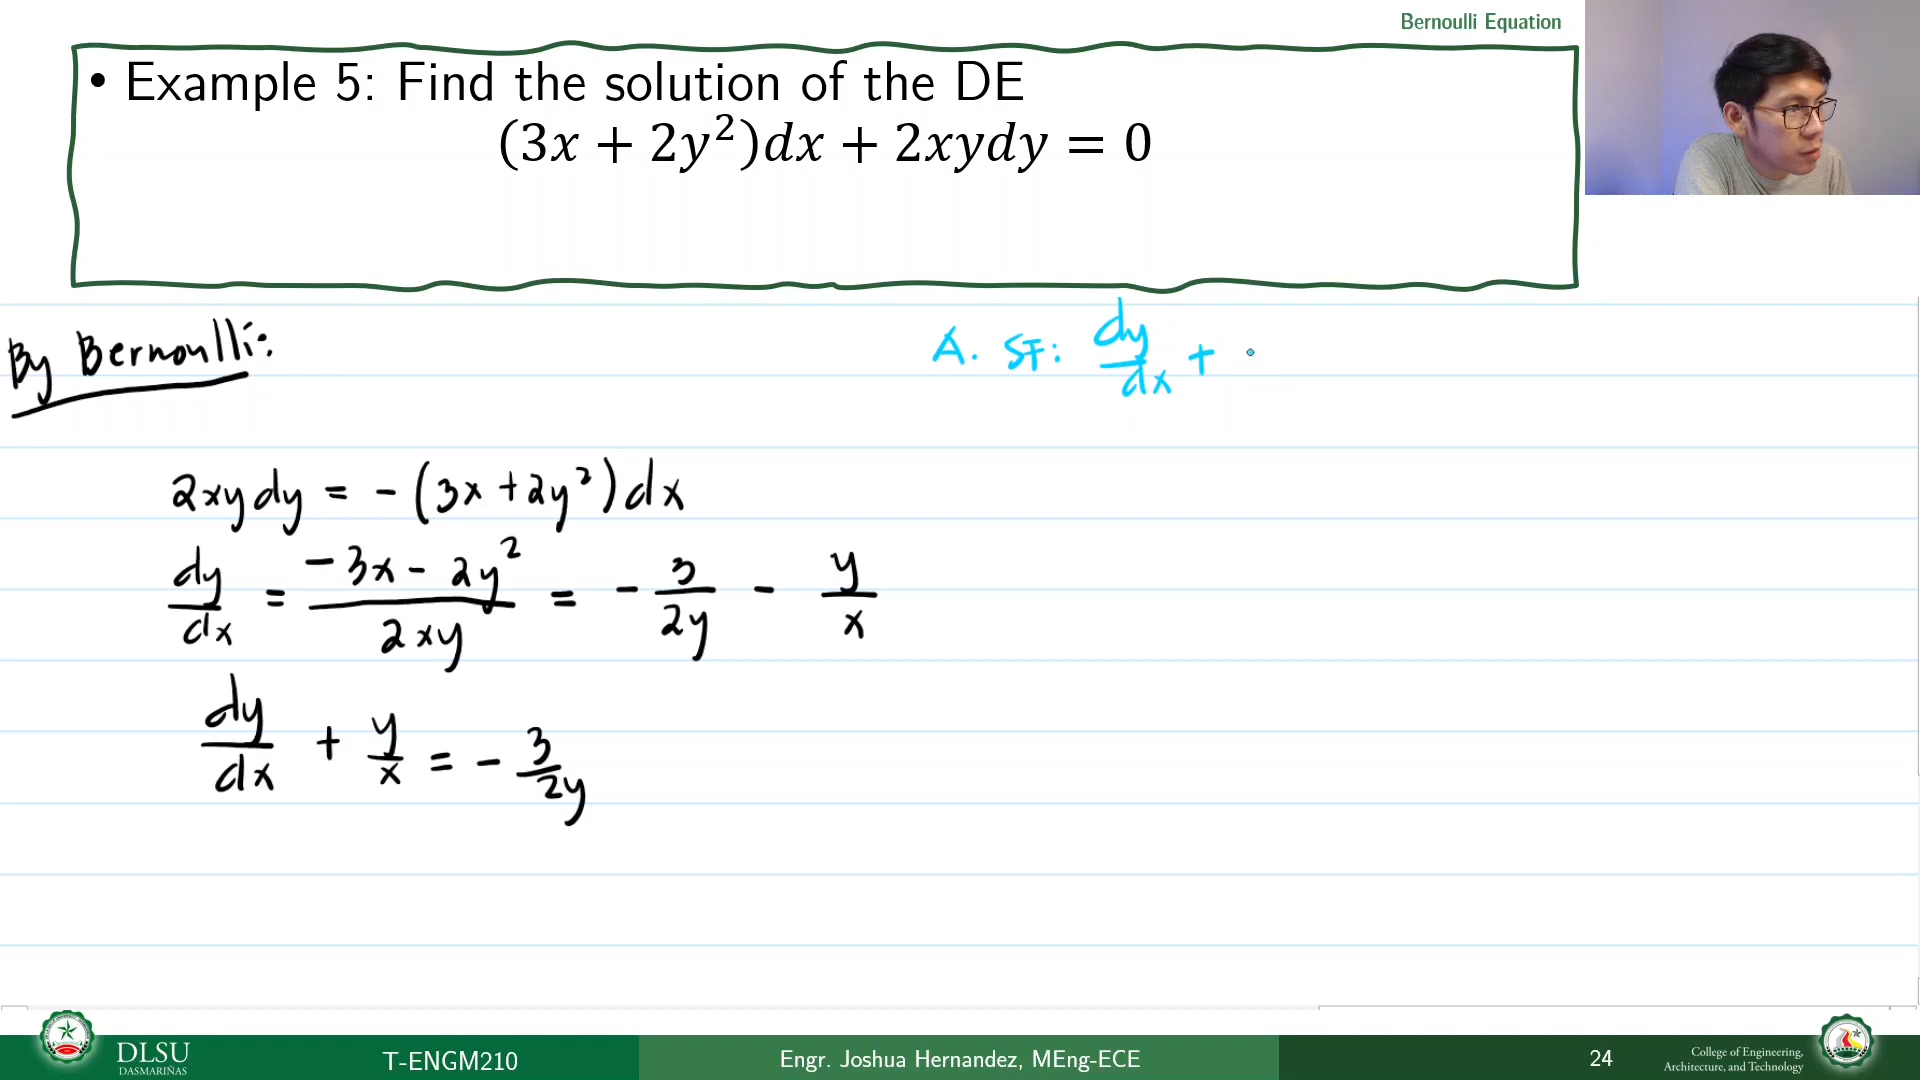 Bernoulli Equation
• Example 5: Find the solution of the DE
(3x + 2y²)dx + 2xydy = 0
By Bernoulli:
A. SF: dy/dx +
2xydy = -(3x+2y²)dx
dy/dx = (-3x - 2y²)/(2xy) = - 3/(2y) - y/x
dy/dx + y/x = - 3/(2y)
DLSU
DASMARIÑAS
T-ENGM210
Engr. Joshua Hernandez, MEng-ECE
24
College of Engineering,
Architecture, and Technology